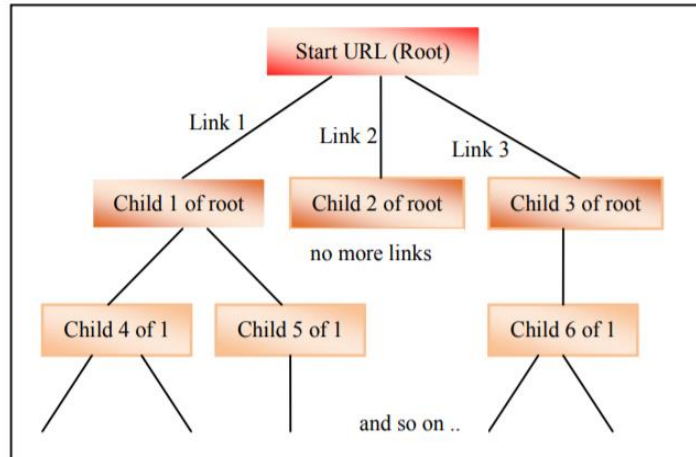 Start URL (Root)
Link 1
Link 2
Link 3
Child 1 of root
Child 2 of root
Child 3 of root
no more links
Child 4 of 1
Child 5 of 1
Child 6 of 1
and so on ..